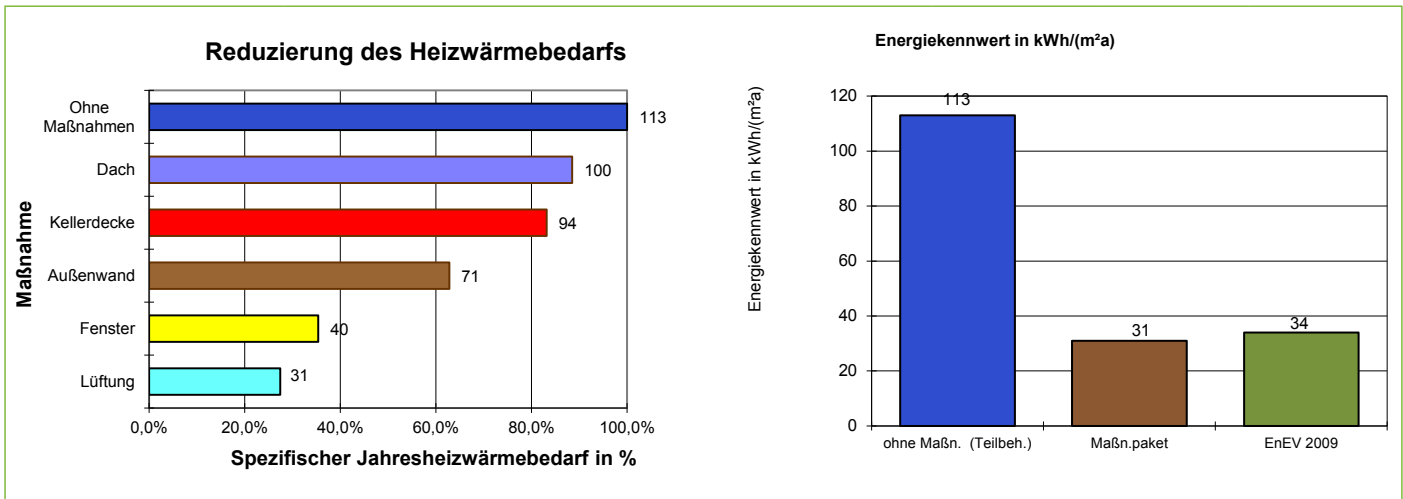 Reduzierung des Heizwärmebedarfs
Maßnahme
Ohne
Maßnahmen
113
Dach
100
Kellerdecke
94
Außenwand
71
Fenster
40
Lüftung
31
0,0% 20,0% 40,0% 60,0% 80,0% 100,0%
Spezifischer Jahresheizwärmebedarf in %
Energiekennwert in kWh/(m²a)
Energiekennwert in kWh/(m²a)
120
100
80
60
40
20
0
113
31
34
ohne Maßn. (Teilbeh.) Maßn.paket EnEV 2009